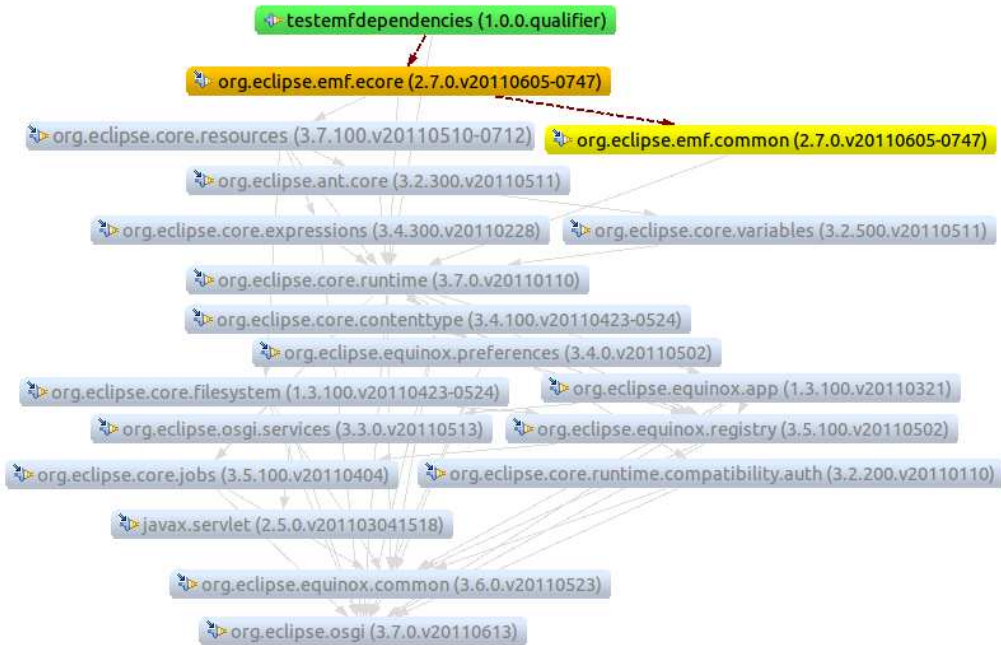 testemfdependencies (1.0.0.qualifier)
org.eclipse.emf.ecore (2.7.0.v20110605-0747)
org.eclipse.core.resources (3.7.100.v20110510-0712)
org.eclipse.emf.common (2.7.0.v20110605-0747)
org.eclipse.ant.core (3.2.300.v20110511)
org.eclipse.core.expressions (3.4.300.v20110228)
org.eclipse.core.variables (3.2.500.v20110511)
org.eclipse.core.runtime (3.7.0.v20110110)
org.eclipse.core.contenttype (3.4.100.v20110423-0524)
org.eclipse.equinox.preferences (3.4.0.v20110502)
org.eclipse.core.filesystem (1.3.100.v20110423-0524)
org.eclipse.equinox.app (1.3.100.v20110321)
org.eclipse.osgi.services (3.3.0.v20110513)
org.eclipse.equinox.registry (3.5.100.v20110502)
org.eclipse.core.jobs (3.5.100.v20110404)
org.eclipse.core.runtime.compatibility.auth (3.2.200.v20110110)
javax.servlet (2.5.0.v201103041518)
org.eclipse.equinox.common (3.6.0.v20110523)
org.eclipse.osgi (3.7.0.v20110613)